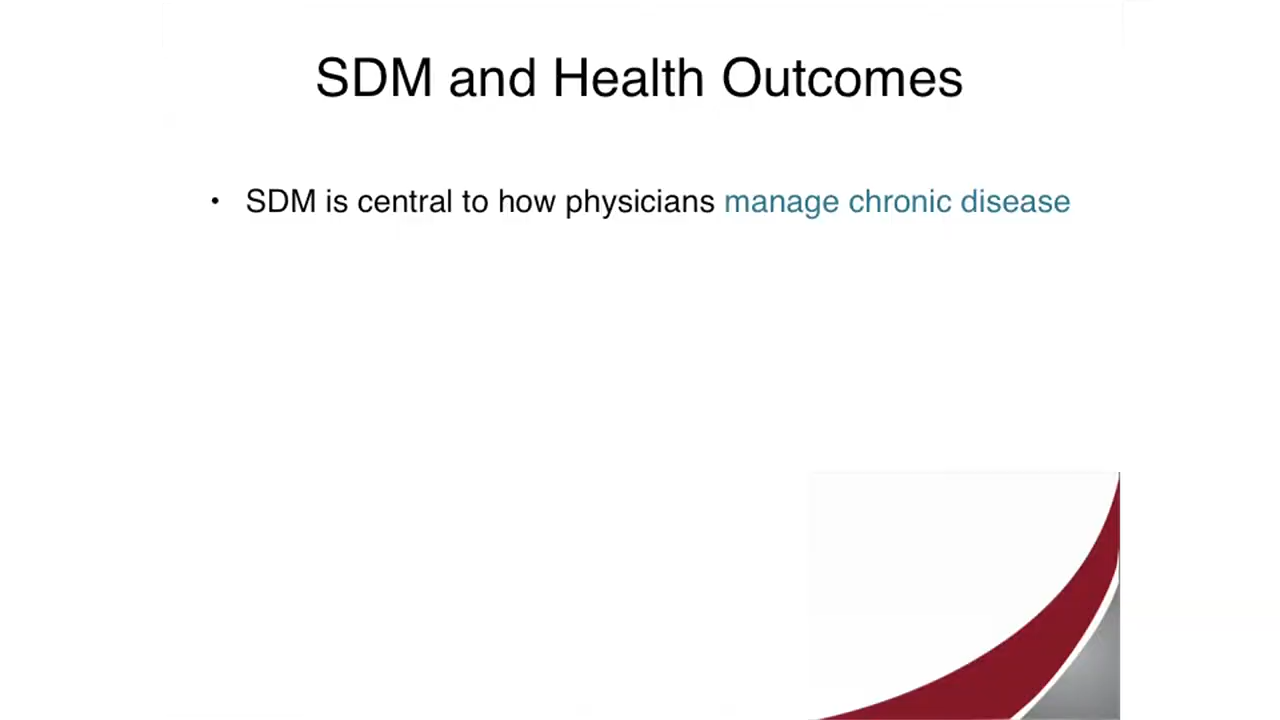 SDM and Health Outcomes
• SDM is central to how physicians manage chronic disease